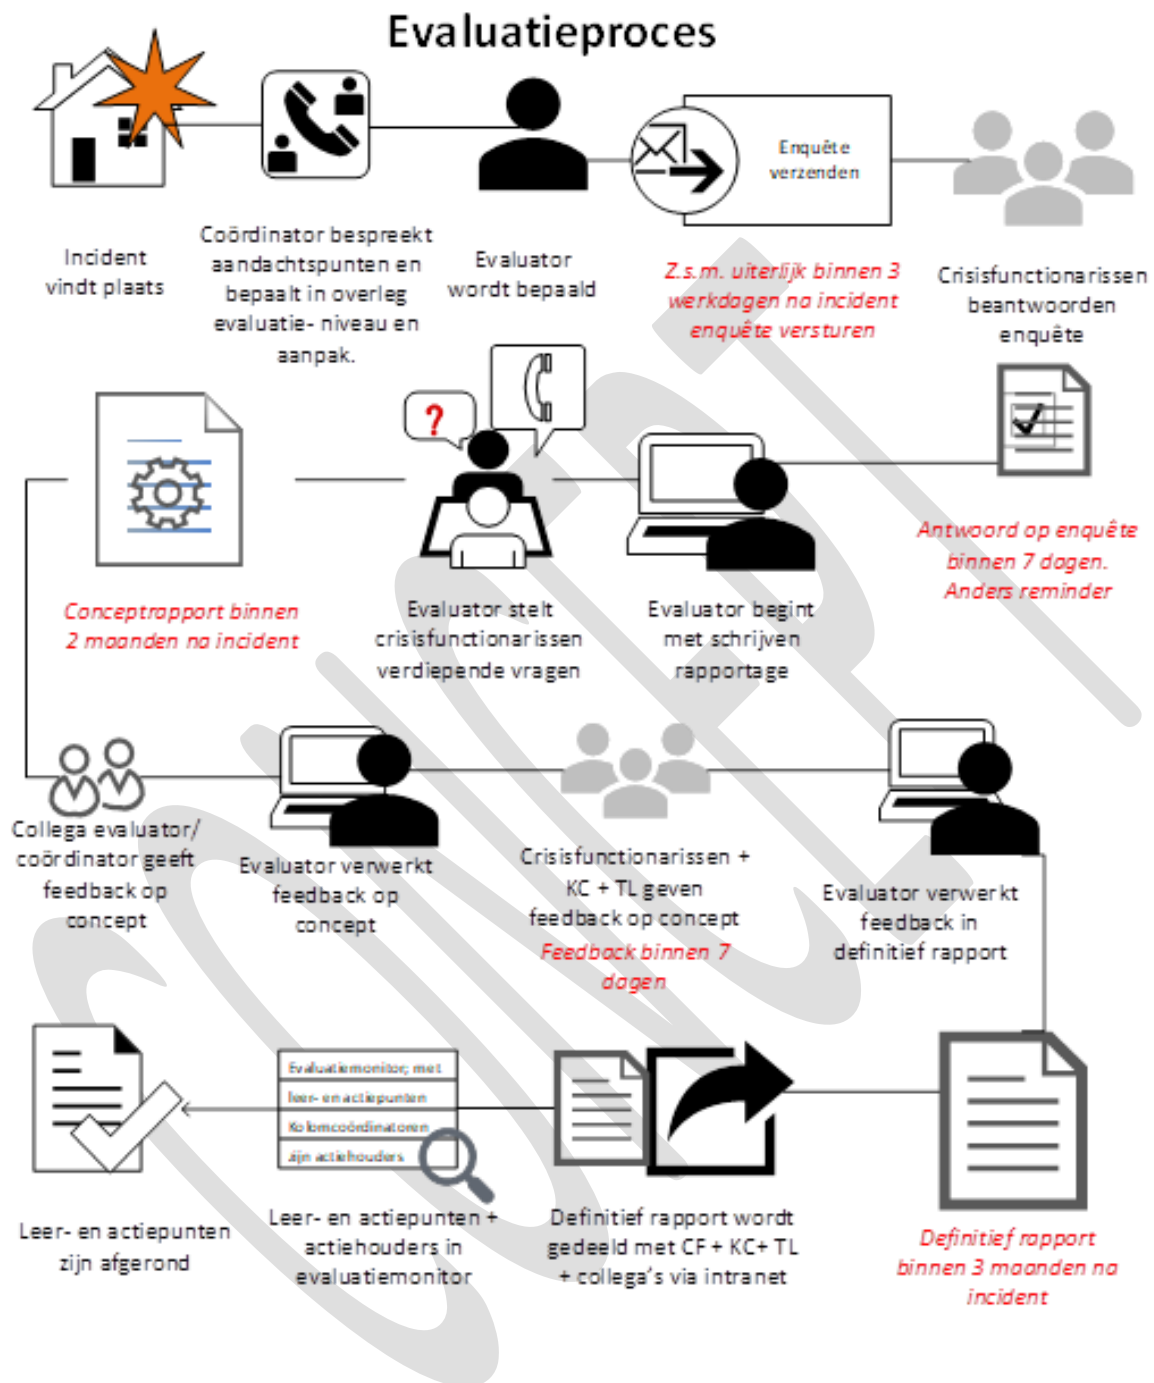 Evaluatieproces
Enquête
verzenden
Incident
vindt plaats
Coördinator bespreekt
aandachtspunten en
bepaalt in overleg
evaluatie- niveau en
aanpak.
Evaluator
wordt bepaald
Z.s.m. uiterlijk binnen 3
werkdagen na incident
enquête versturen
Crisisfunctionarissen
beantwoorden
enquête
?
Conceptrapport binnen
2 maanden na incident
Evaluator stelt
crisisfunctionarissen
verdiepende vragen
Evaluator begint
met schrijven
rapportage
Antwoord op enquête
binnen 7 dagen.
Anders reminder
Collega evaluator/
coördinator geeft
feedback op
concept
Evaluator verwerkt
feedback op
concept
Crisisfunctionarissen +
KC + TL geven
feedback op concept
Feedback binnen 7
dagen
Evaluator verwerkt
feedback in
definitief rapport
Evaluatiemonitor; met
leer- en actiepunten
Kolomcoördinatoren
zijn actiehouders
Leer- en actiepunten
zijn afgerond
Leer- en actiepunten +
actiehouders in
evaluatiemonitor
Definitief rapport wordt
gedeeld met CF + KC+ TL
+ collega's via intranet
Definitief rapport
binnen 3 maanden na
incident
CONCEPT